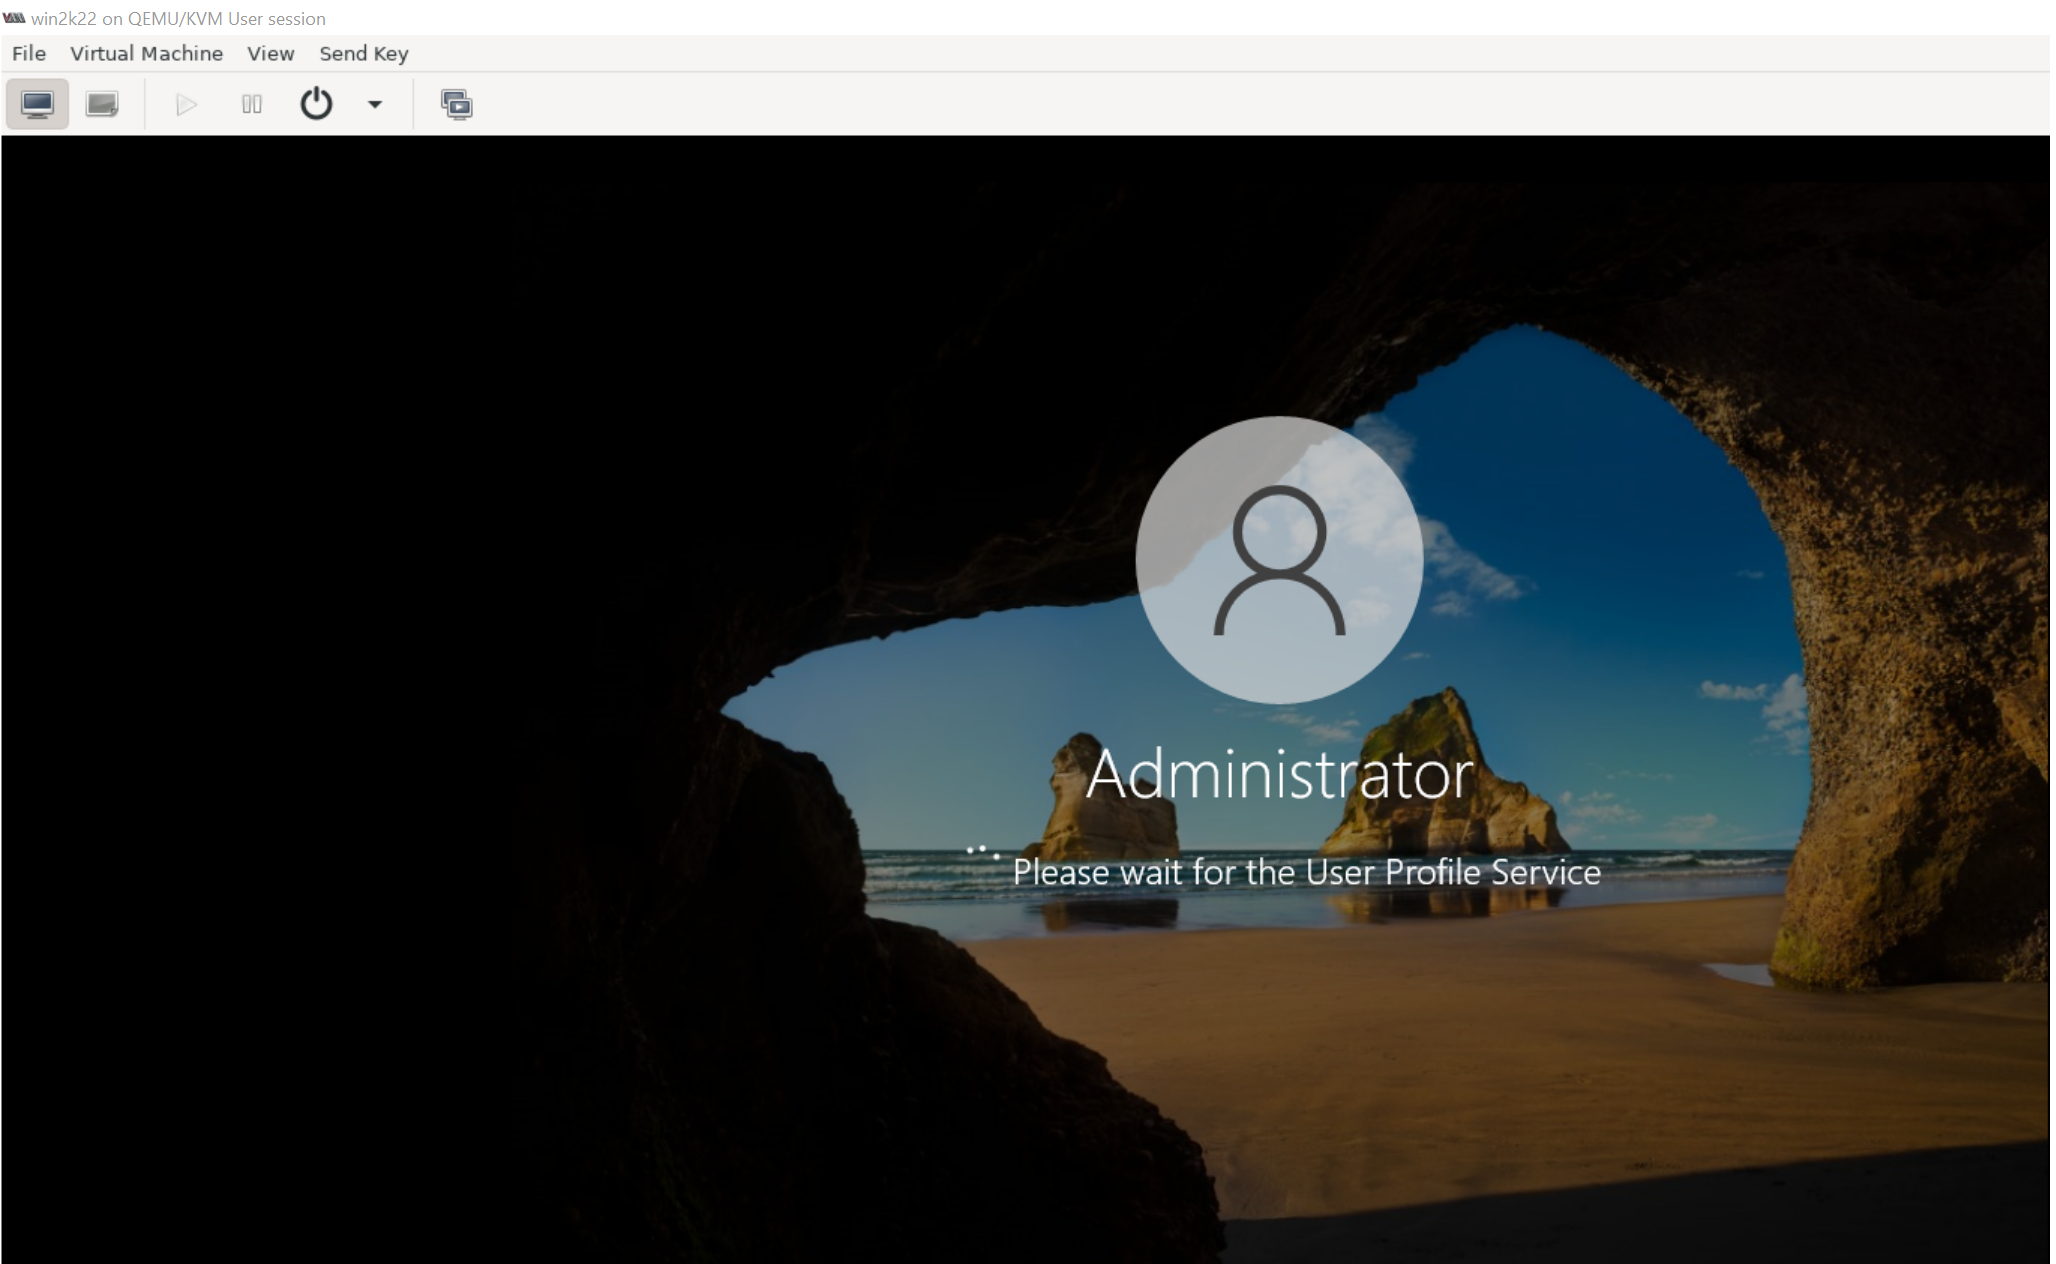 win2k22 on QEMU/KVM User session
File Virtual Machine View Send Key
Administrator
Please wait for the User Profile Service